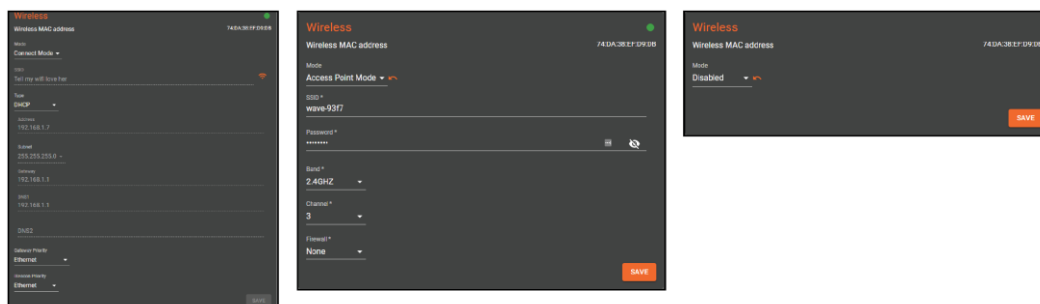 Wireless
Wireless MAC address 74:DA:38:EF:D9:DB
Mode
Connect Mode
SSID
Tell my wifi love her
Type
DHCP
Address
192.168.1.7
Subnet
255.255.255.0
Gateway
192.168.1.1
DNS1
192.168.1.1
DNS2
Gateway Priority
Ethernet
Internet Priority
Ethernet
SAVE
Wireless
Wireless MAC address 74:DA:38:EF:D9:DB
Mode
Access Point Mode
SSID *
wave-93f7
Password *
••••••••
Band *
2.4GHZ
Channel *
3
Firewall *
None
SAVE
Wireless
Wireless MAC address 74:DA:38:EF:D9:DB
Mode
Disabled
SAVE